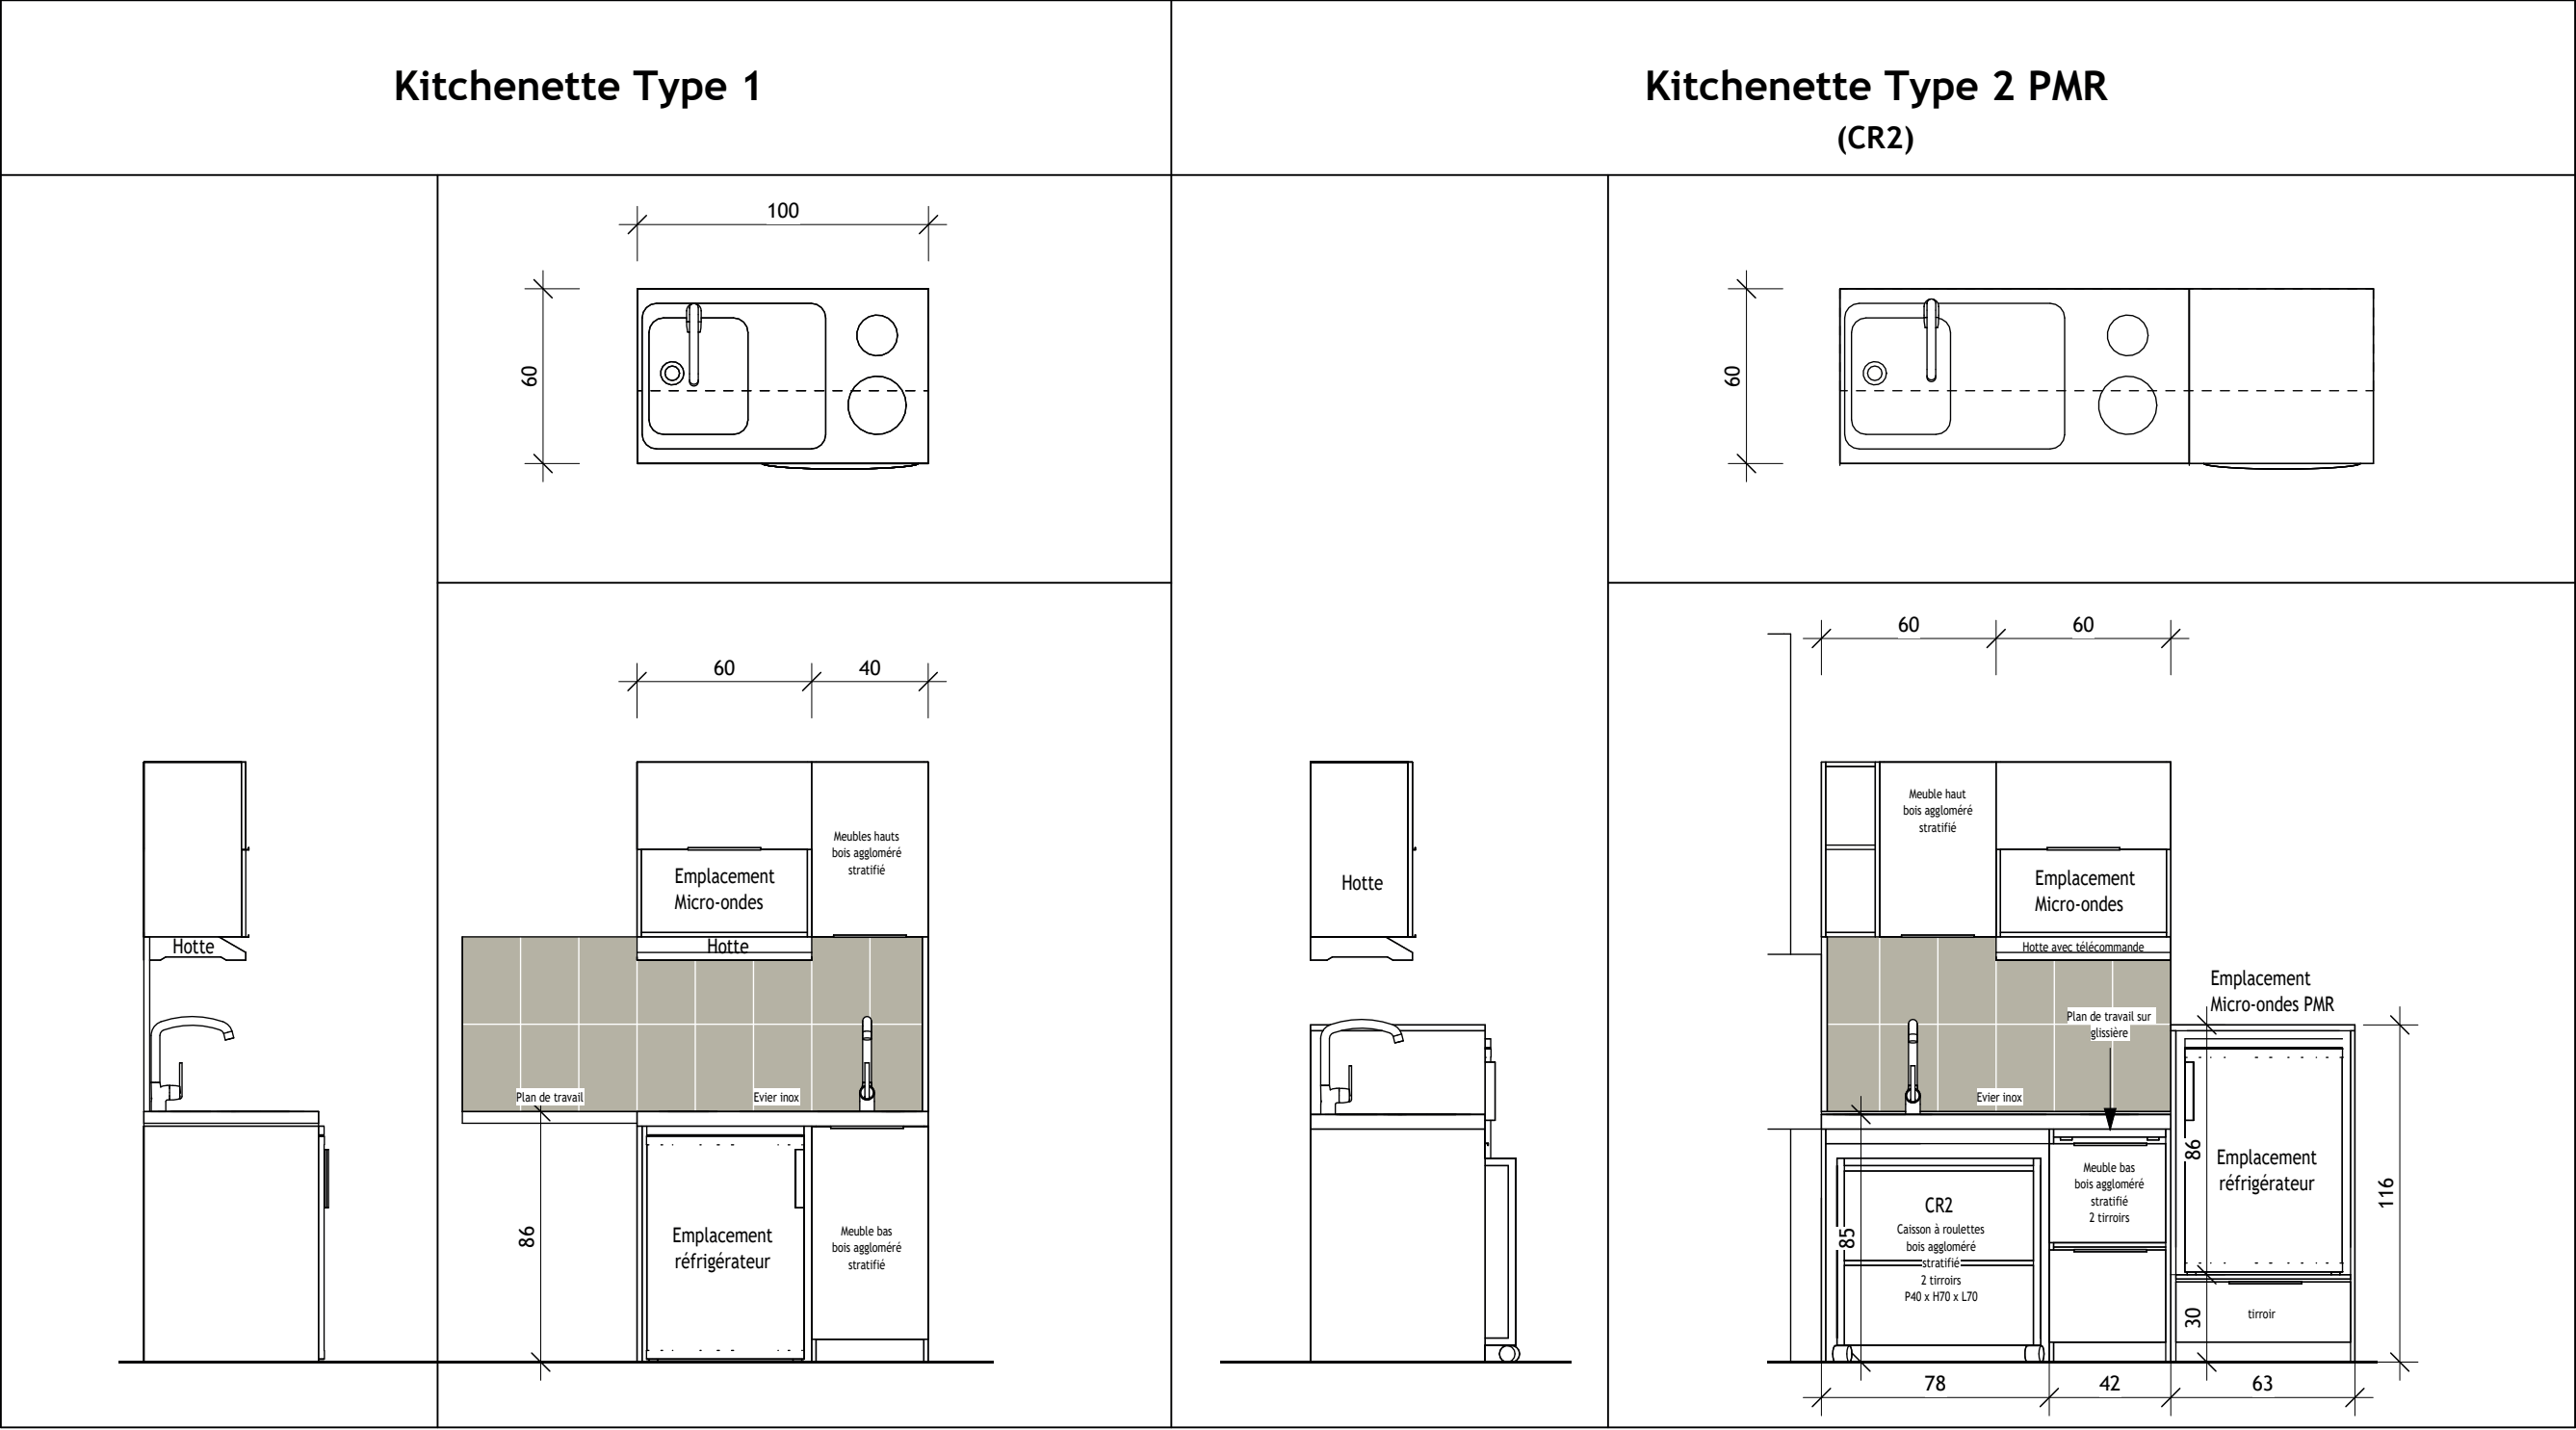 Kitchenette Type 1
Kitchenette Type 2 PMR
(CR2)
100
60
60
40
Meubles hauts
bois aggloméré
stratifié
Emplacement
Micro-ondes
Hotte
Hotte
Plan de travail
Evier inox
86
Emplacement
réfrigérateur
Meuble bas
bois aggloméré
stratifié
60
60
60
Meuble haut
bois aggloméré
stratifié
Hotte
Emplacement
Micro-ondes
Hotte avec télécommande
Emplacement
Micro-ondes PMR
Plan de travail sur
glissière
Evier inox
86
Emplacement
réfrigérateur
116
Meuble bas
bois aggloméré
stratifié
2 tirroirs
85
CR2
Caisson à roulettes
bois aggloméré
stratifié
2 tirroirs
P40 x H70 x L70
30
tirroir
78
42
63